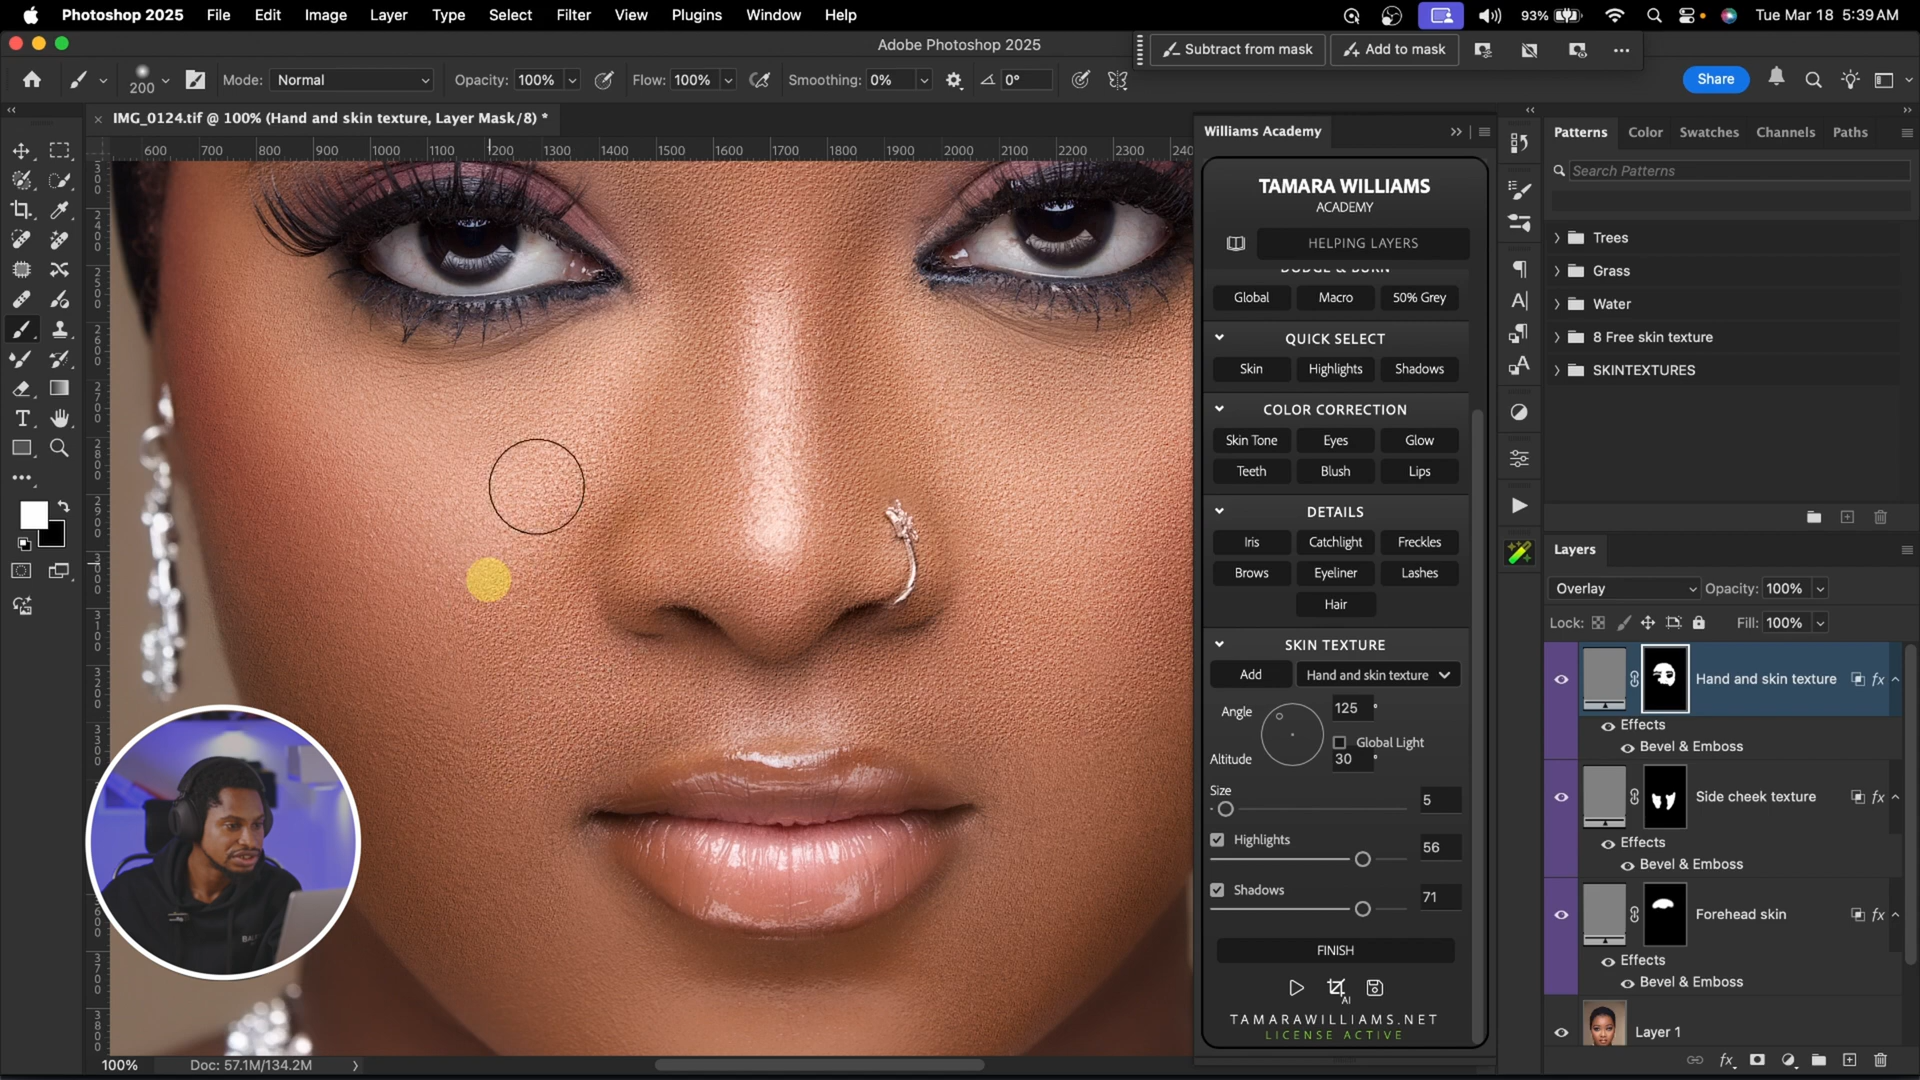 Photoshop 2025 File Edit Image Layer Type Select Filter View Plugins Window Help 93% Tue Mar 18 5:39 AM
Adobe Photoshop 2025
Subtract from mask Add to mask
200 Mode: Normal Opacity: 100% Flow: 100% Smoothing: 0% 0° Share
IMG_0124.tif @ 100% (Hand and skin texture, Layer Mask/8) *
600 700 800 900 1000 1100 1200 1300 1400 1500 1600 1700 1800 1900 2000 2100 2200 2300
Williams Academy
TAMARA WILLIAMS
ACADEMY
HELPING LAYERS
DODGE & BURN
Global Macro 50% Grey
QUICK SELECT
Skin Highlights Shadows
COLOR CORRECTION
Skin Tone Eyes Glow
Teeth Blush Lips
DETAILS
Iris Catchlight Freckles
Brows Eyeliner Lashes
Hair
SKIN TEXTURE
Add Hand and skin texture
Angle 125 °
Global Light
Altitude 30 °
Size
5
Highlights 56
Shadows 71
FINISH
AI
TAMARAWILLIAMS.NET
LICENSE ACTIVE
Patterns Color Swatches Channels Paths
Search Patterns
Trees
Grass
Water
8 Free skin texture
SKINTEXTURES
Layers
Overlay Opacity: 100%
Lock: Fill: 100%
Hand and skin texture fx
Effects
Bevel & Emboss
Side cheek texture fx
Effects
Bevel & Emboss
Forehead skin fx
Effects
Bevel & Emboss
Layer 1
fx
100% Doc: 57.1M/134.2M